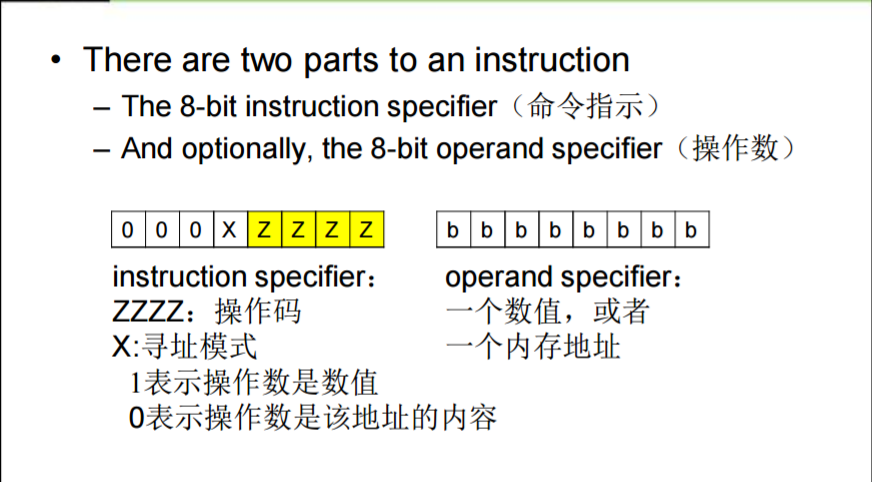 • There are two parts to an instruction
– The 8-bit instruction specifier（命令指示）
– And optionally, the 8-bit operand specifier（操作数）
0 0 0 X Z Z Z Z b b b b b b b b
instruction specifier：
ZZZZ：操作码
X:寻址模式
1表示操作数是数值
0表示操作数是该地址的内容
operand specifier：
一个数值，或者
一个内存地址